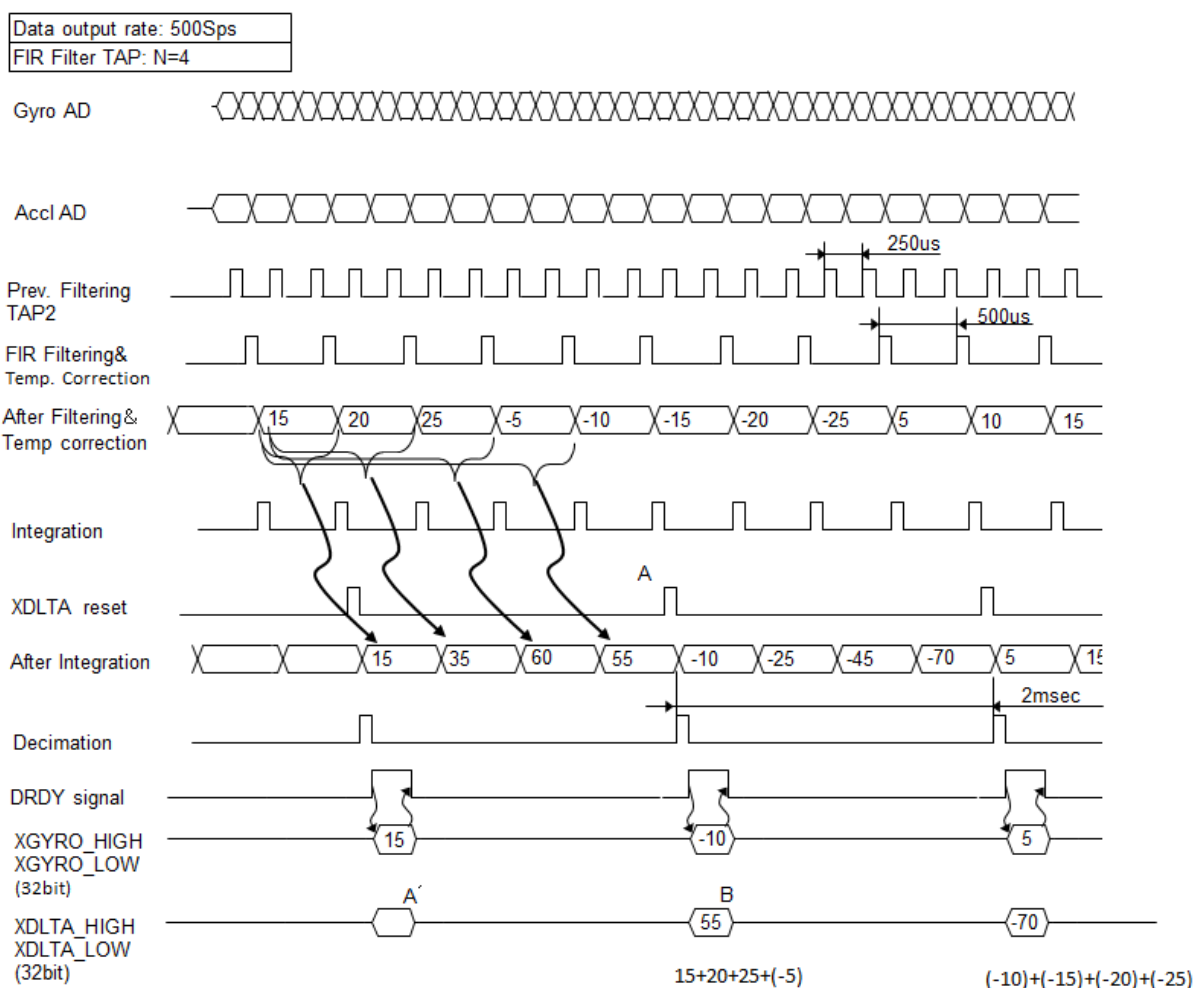 Data output rate: 500Sps
FIR Filter TAP: N=4
Gyro AD
Accl AD
250us
Prev. Filtering
TAP2
500us
FIR Filtering&
Temp. Correction
After Filtering&
Temp correction
15 20 25 -5 -10 -15 -20 -25 5 10 15
Integration
A
XDLTA reset
After Integration
15 35 60 55 -10 -25 -45 -70 5 15
2msec
Decimation
DRDY signal
XGYRO_HIGH
XGYRO_LOW
(32bit)
15 -10 5
A´ B
XDLTA_HIGH
XDLTA_LOW
(32bit)
55 -70
15+20+25+(-5) (-10)+(-15)+(-20)+(-25)